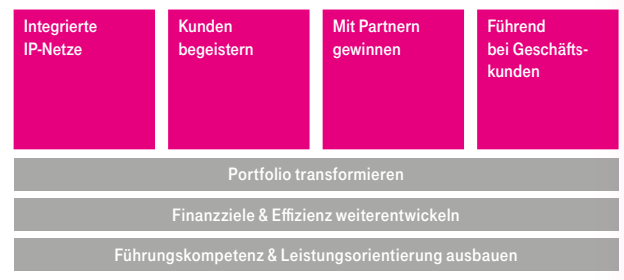 Integrierte
IP-Netze
Kunden
begeistern
Mit Partnern
gewinnen
Führend
bei Geschäfts-
kunden
Portfolio transformieren
Finanzziele & Effizienz weiterentwickeln
Führungskompetenz & Leistungsorientierung ausbauen